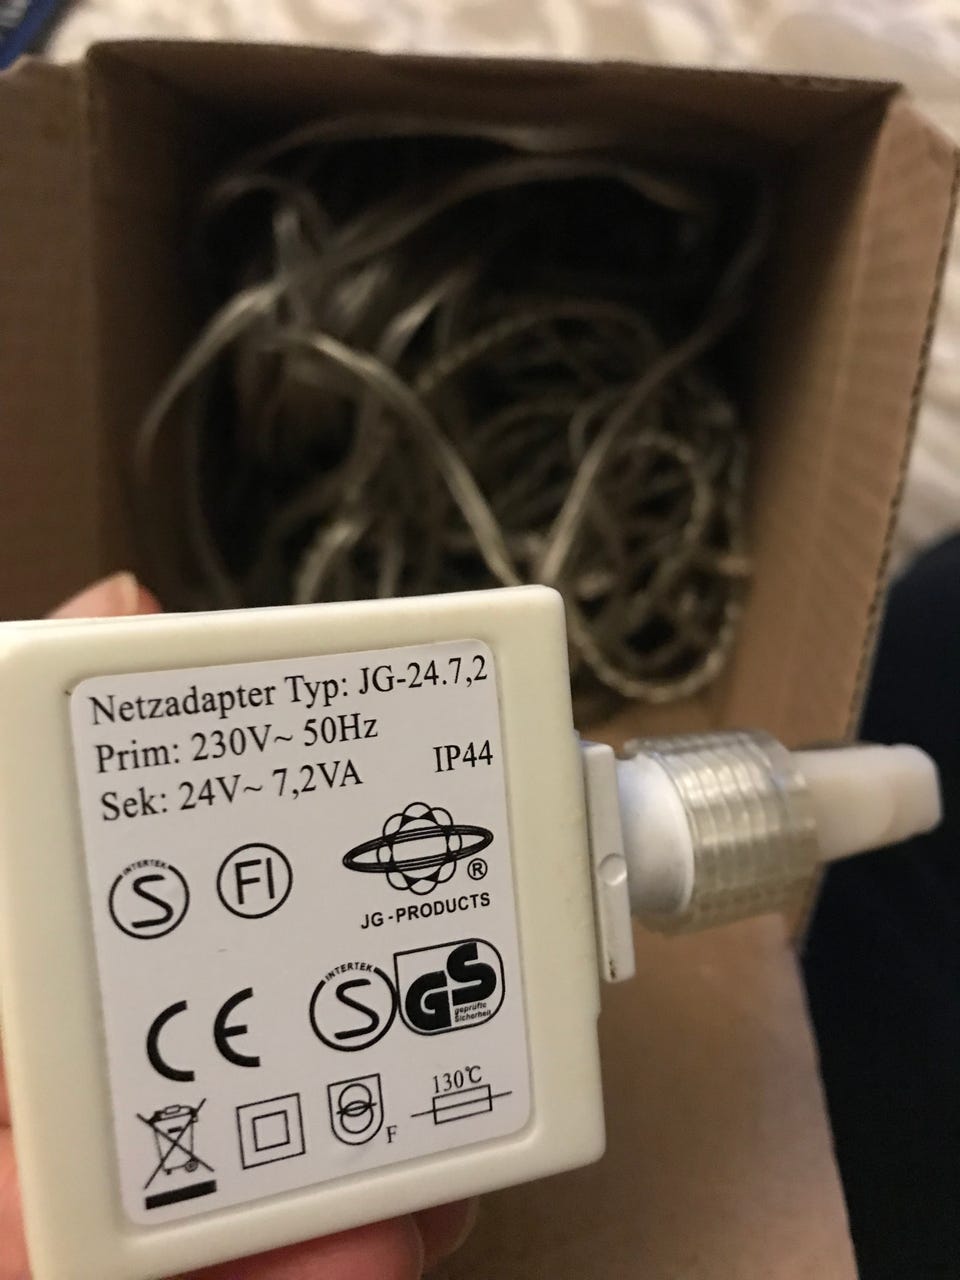 Netzadapter Typ: JG-24.7,2
Prim: 230V~ 50Hz
Sek: 24V~ 7,2VA
IP44
INTERTEK
S
FI
®
JG-PRODUCTS
CE
INTERTEK
S
GS
geprüfte
Sicherheit
F
130℃